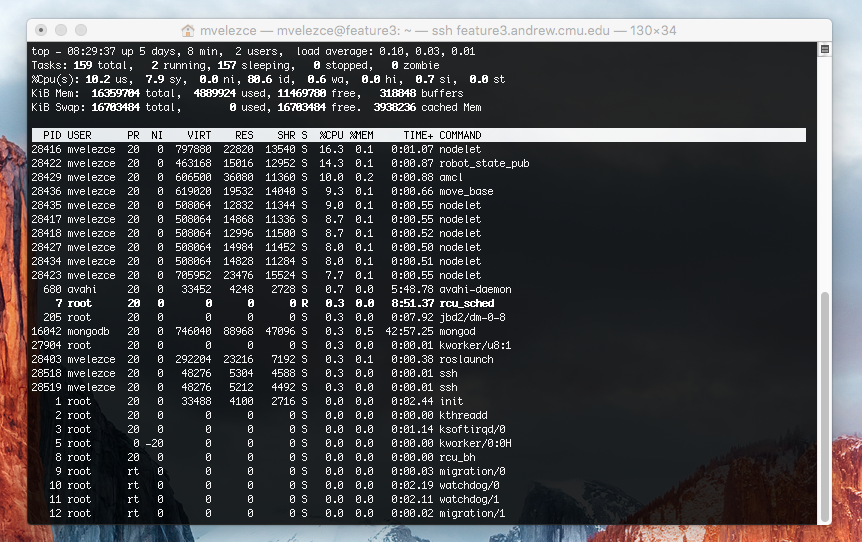 mvelezce — mvelezce@feature3: ~ — ssh feature3.andrew.cmu.edu — 130×34
top - 08:29:37 up 5 days, 8 min,  2 users,  load average: 0.10, 0.03, 0.01
Tasks: 159 total,   2 running, 157 sleeping,   0 stopped,   0 zombie
%Cpu(s): 10.2 us,  7.9 sy,  0.0 ni, 80.6 id,  0.6 wa,  0.0 hi,  0.7 si,  0.0 st
KiB Mem:  16359704 total,  4889924 used, 11469780 free,   318848 buffers
KiB Swap: 16703484 total,        0 used, 16703484 free.  3938236 cached Mem
PID USER      PR  NI    VIRT    RES    SHR S  %CPU %MEM     TIME+ COMMAND
28416 mvelezce  20   0  797880  22820  13540 S  16.3  0.1   0:01.07 nodelet
28422 mvelezce  20   0  463168  15016  12952 S  14.3  0.1   0:00.87 robot_state_pub
28429 mvelezce  20   0  606500  36080  11360 S  10.0  0.2   0:00.88 amcl
28436 mvelezce  20   0  619020  19532  14040 S   9.3  0.1   0:00.66 move_base
28435 mvelezce  20   0  508064  12832  11344 S   9.0  0.1   0:00.55 nodelet
28417 mvelezce  20   0  508064  14868  11336 S   8.7  0.1   0:00.55 nodelet
28418 mvelezce  20   0  508064  12996  11500 S   8.7  0.1   0:00.52 nodelet
28427 mvelezce  20   0  508064  14984  11452 S   8.0  0.1   0:00.50 nodelet
28434 mvelezce  20   0  508064  14828  11284 S   8.0  0.1   0:00.51 nodelet
28423 mvelezce  20   0  705952  23476  15524 S   7.7  0.1   0:00.55 nodelet
680 avahi     20   0   33452   4248   2728 S   0.7  0.0   5:48.78 avahi-daemon
7 root      20   0       0      0      0 R   0.3  0.0   8:51.37 rcu_sched
205 root      20   0       0      0      0 S   0.3  0.0   0:07.92 jbd2/dm-0-8
16042 mongodb   20   0  746040  88968  47096 S   0.3  0.5  42:57.25 mongod
27904 root      20   0       0      0      0 S   0.3  0.0   0:00.01 kworker/u8:1
28403 mvelezce  20   0  292204  23216   7192 S   0.3  0.1   0:00.38 roslaunch
28518 mvelezce  20   0   48276   5304   4588 S   0.3  0.0   0:00.01 ssh
28519 mvelezce  20   0   48276   5212   4492 S   0.3  0.0   0:00.01 ssh
1 root      20   0   33488   4100   2716 S   0.0  0.0   0:02.44 init
2 root      20   0       0      0      0 S   0.0  0.0   0:00.00 kthreadd
3 root      20   0       0      0      0 S   0.0  0.0   0:01.14 ksoftirqd/0
5 root       0 -20       0      0      0 S   0.0  0.0   0:00.00 kworker/0:0H
8 root      20   0       0      0      0 S   0.0  0.0   0:00.00 rcu_bh
9 root      rt   0       0      0      0 S   0.0  0.0   0:00.03 migration/0
10 root      rt   0       0      0      0 S   0.0  0.0   0:02.19 watchdog/0
11 root      rt   0       0      0      0 S   0.0  0.0   0:02.11 watchdog/1
12 root      rt   0       0      0      0 S   0.0  0.0   0:00.02 migration/1